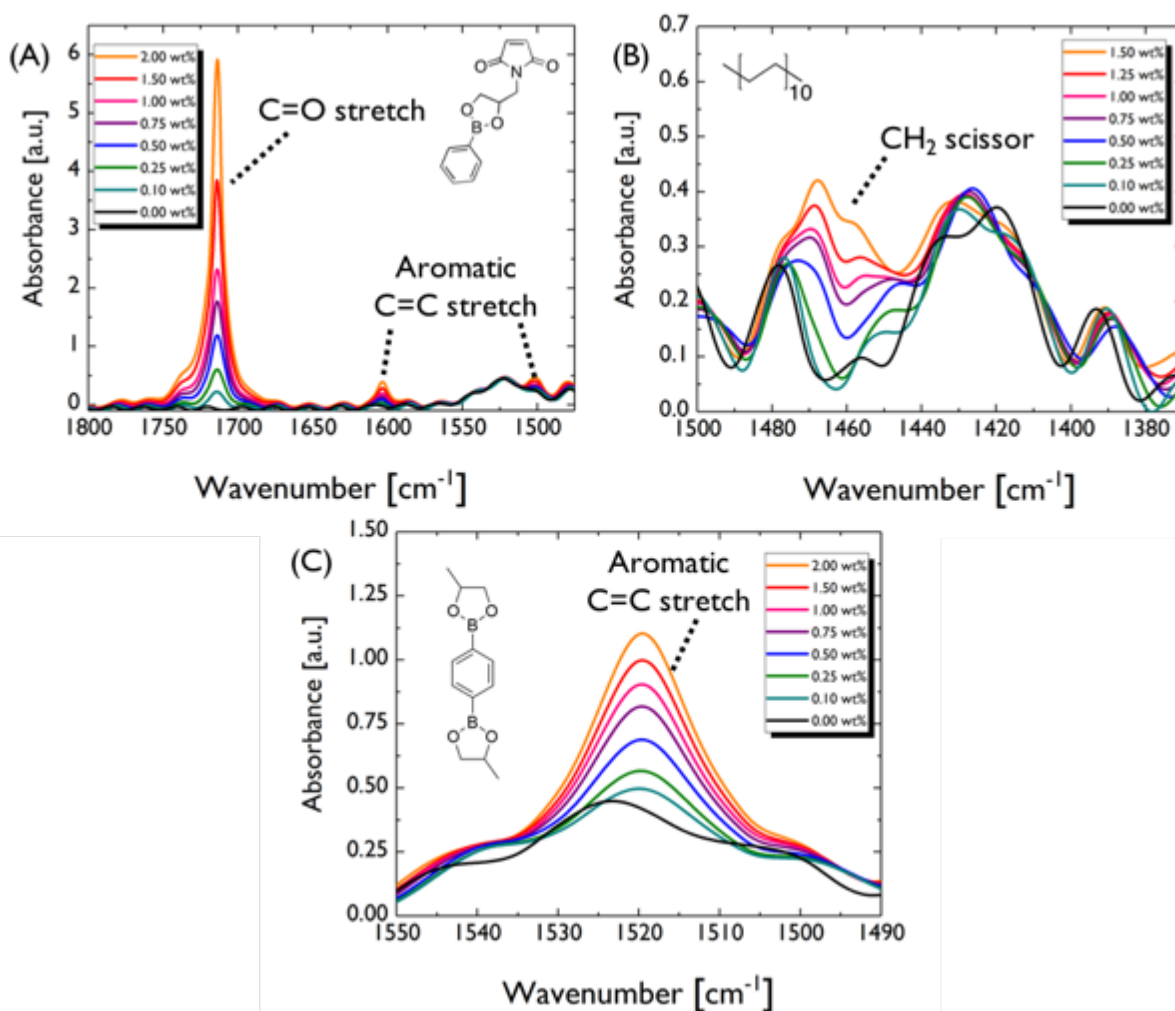 (A)
6
5
4
3
2
1
0
Absorbance [a.u.]
2.00 wt%
1.50 wt%
1.00 wt%
0.75 wt%
0.50 wt%
0.25 wt%
0.10 wt%
0.00 wt%
C=O stretch
O
N
O
O
O
B
Aromatic
C=C stretch
1800 1750 1700 1650 1600 1550 1500
Wavenumber [cm⁻¹]
(B)
0.7
0.6
0.5
0.4
0.3
0.2
0.1
0.0
Absorbance [a.u.]
10
CH₂ scissor
1.50 wt%
1.25 wt%
1.00 wt%
0.75 wt%
0.50 wt%
0.25 wt%
0.10 wt%
0.00 wt%
1500 1480 1460 1440 1420 1400 1380
Wavenumber [cm⁻¹]
(C)
1.50
1.25
1.00
0.75
0.50
0.25
0.00
Absorbance [a.u.]
O O
B
B
O O
Aromatic
C=C stretch
2.00 wt%
1.50 wt%
1.00 wt%
0.75 wt%
0.50 wt%
0.25 wt%
0.10 wt%
0.00 wt%
1550 1540 1530 1520 1510 1500 1490
Wavenumber [cm⁻¹]